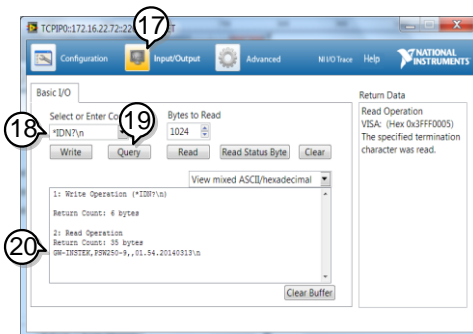 TCPIP0::172.16.22.72::22
17
Configuration
Input/Output
Advanced
NI I/O Trace
Help
NATIONAL
INSTRUMENTS
Basic I/O
Return Data
Select or Enter Co
Bytes to Read
18
*IDN?\n
19
1024
Write
Query
Read
Read Status Byte
Clear
Read Operation
VISA: (Hex 0x3FFF0005)
The specified termination
character was read.
View mixed ASCII/hexadecimal
1: Write Operation (*IDN?\n)
Return Count: 6 bytes
2: Read Operation
Return Count: 35 bytes
20
GW-INSTEK,PSW250-9,,01.54.20140313\n
Clear Buffer